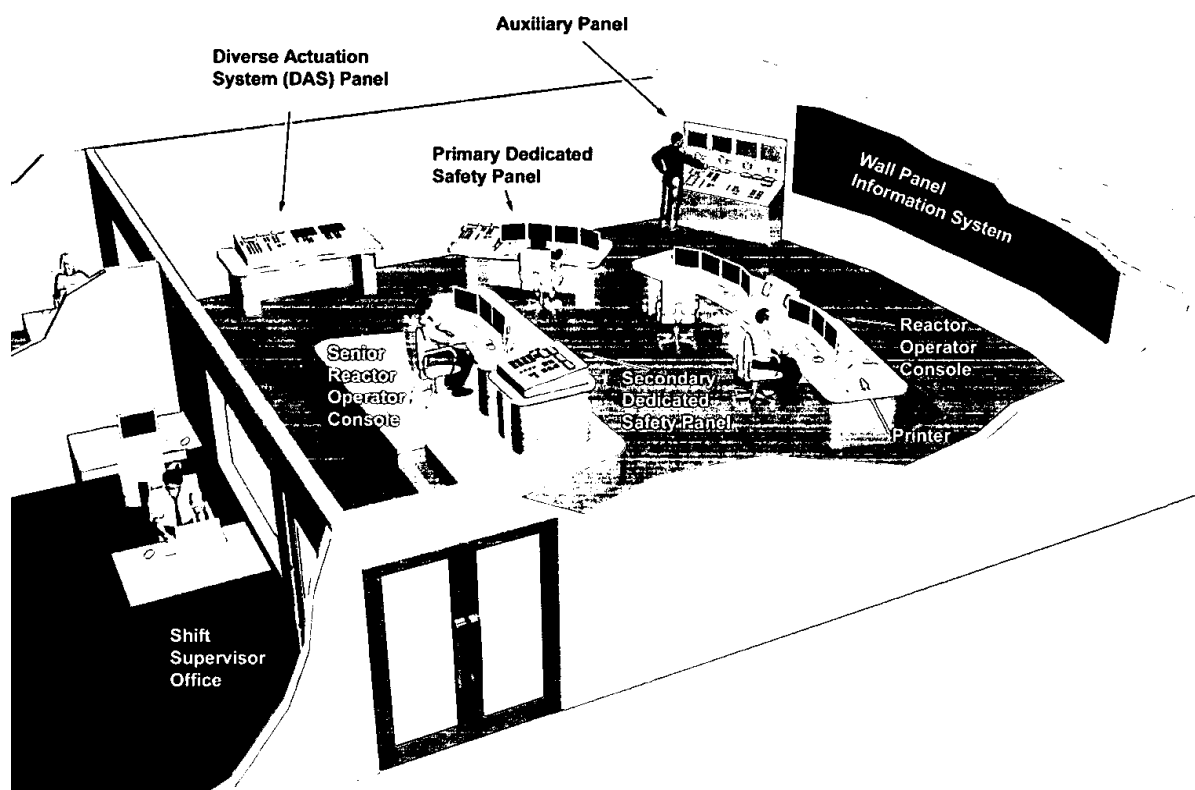 Auxiliary Panel
Diverse Actuation
System (DAS) Panel
Primary Dedicated
Safety Panel
Wall Panel
Information System
Reactor
Operator
Console
Senior
Reactor
Operator
Console
Secondary
Dedicated
Safety Panel
Printer
Shift
Supervisor
Office